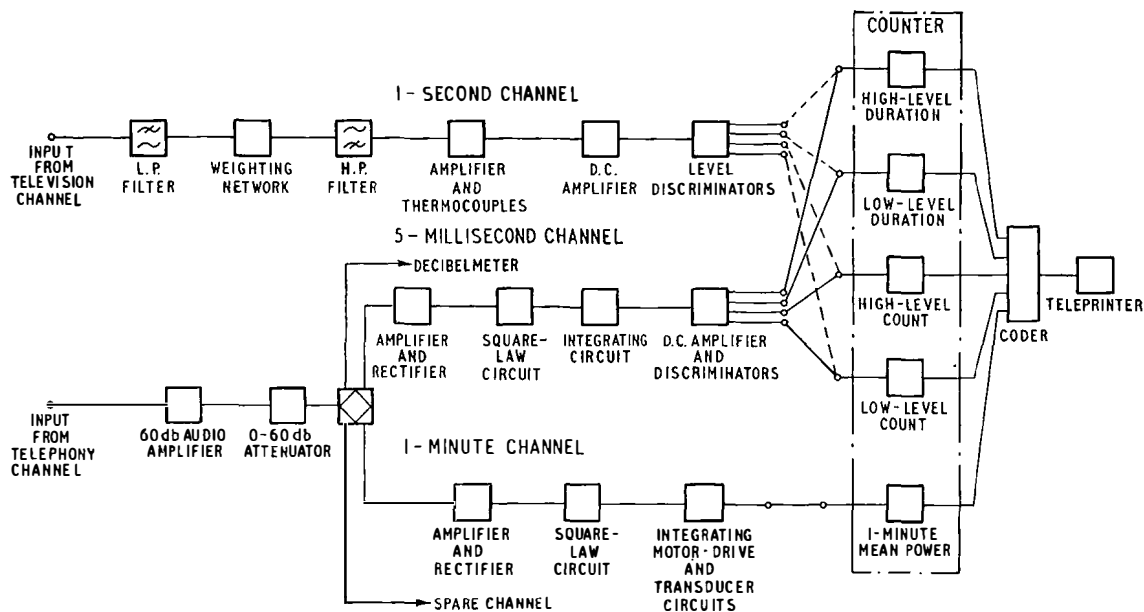 COUNTER
1-SECOND CHANNEL
HIGH-LEVEL
DURATION
INPUT
FROM
TELEVISION
CHANNEL
L.P.
FILTER
WEIGHTING
NETWORK
H.P.
FILTER
AMPLIFIER
AND
THERMOCOUPLES
D.C.
AMPLIFIER
LEVEL
DISCRIMINATORS
LOW-LEVEL
DURATION
5-MILLISECOND CHANNEL
DECIBELMETER
AMPLIFIER
AND
RECTIFIER
SQUARE-
LAW
CIRCUIT
INTEGRATING
CIRCUIT
D.C. AMPLIFIER
AND
DISCRIMINATORS
HIGH-LEVEL
COUNT
CODER
TELEPRINTER
INPUT
FROM
TELEPHONY
CHANNEL
60db AUDIO
AMPLIFIER
0-60 db
ATTENUATOR
LOW-LEVEL
COUNT
1-MINUTE CHANNEL
AMPLIFIER
AND
RECTIFIER
SQUARE-
LAW
CIRCUIT
INTEGRATING
MOTOR-DRIVE
AND
TRANSDUCER
CIRCUITS
1-MINUTE
MEAN POWER
SPARE CHANNEL